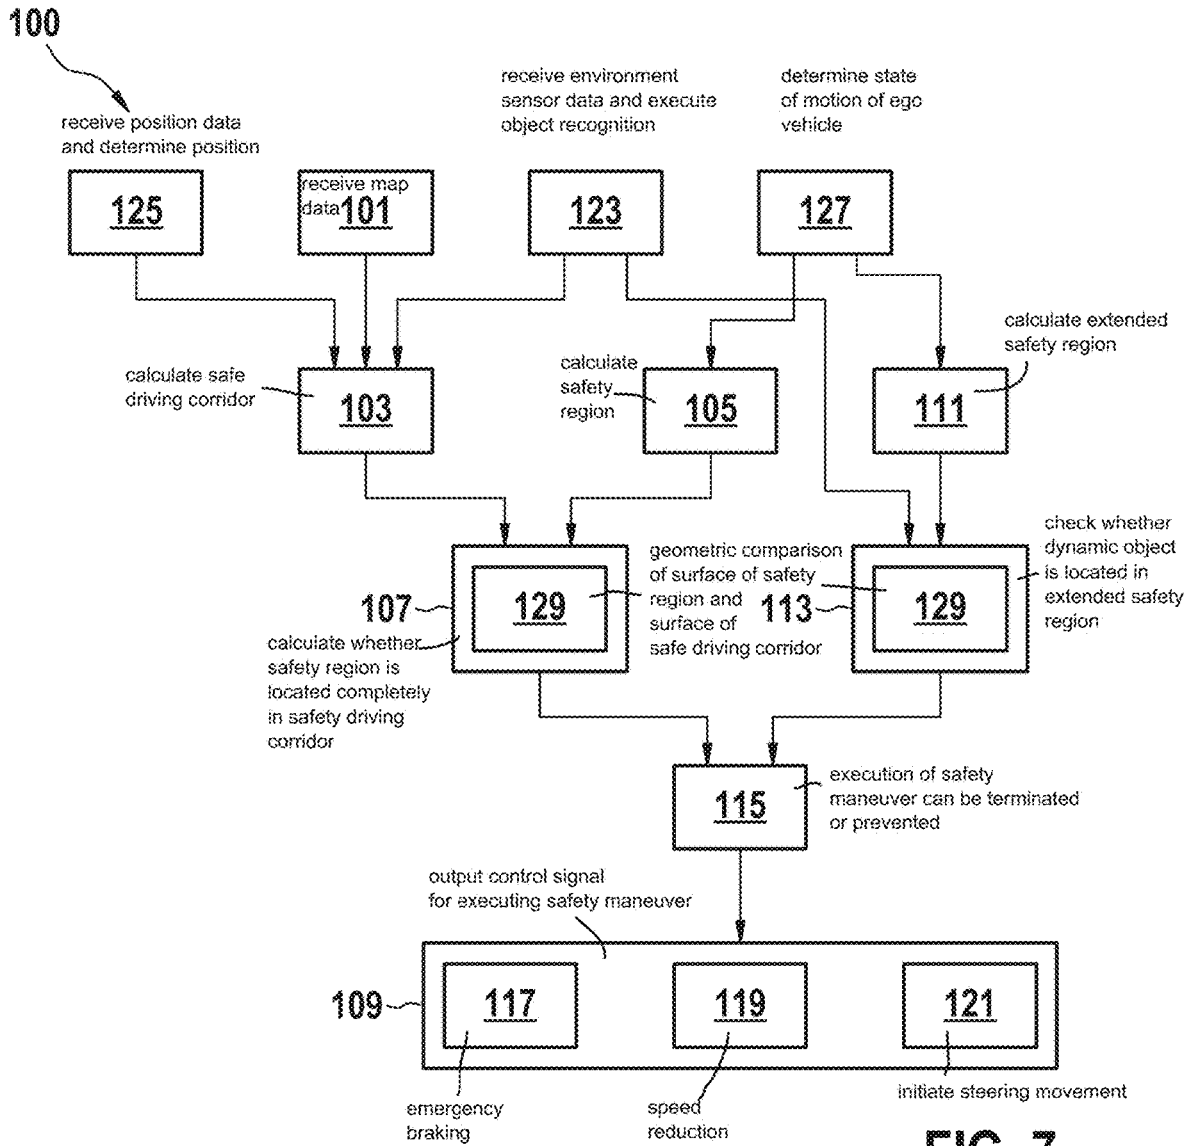 100
receive position data
and determine position
receive environment
sensor data and execute
object recognition
determine state
of motion of ego
vehicle
125
receive map
data
101
123
127
calculate safe
driving corridor
103
calculate
safety
region
105
calculate extended
safety region
111
107
129
calculate whether
safety region is
located completely
in safety driving
corridor
geometric comparison
of surface of safety
region and
surface of
safe driving corridor
113
129
check whether
dynamic object
is located in
extended safety
region
115
execution of safety
maneuver can be terminated
or prevented
output control signal
for executing safety maneuver
109
117
119
121
emergency
braking
speed
reduction
initiate steering movement
FIG. 7